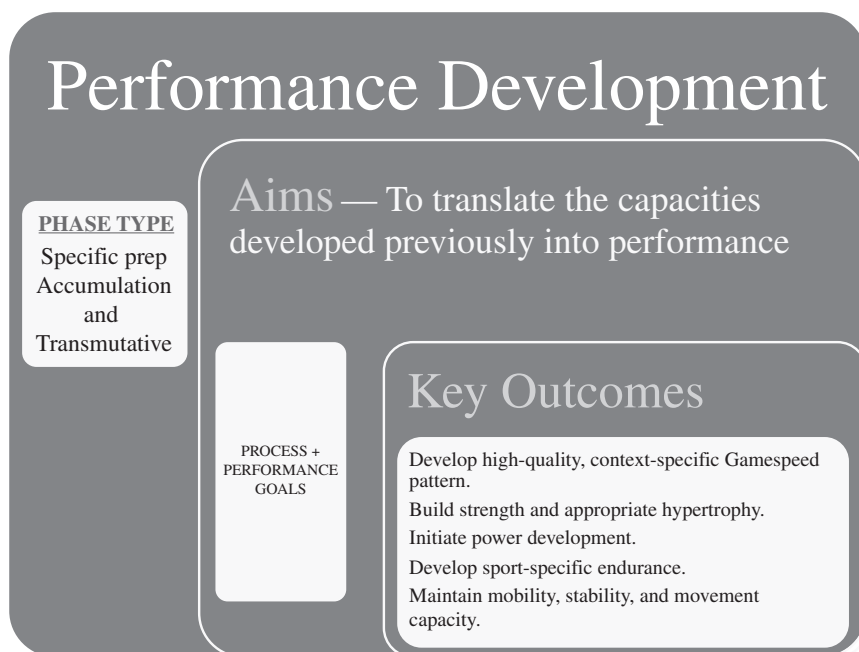 Performance Development
Aims — To translate the capacities
developed previously into performance
PHASE TYPE
Specific prep
Accumulation
and
Transmutative
PROCESS +
PERFORMANCE
GOALS
Key Outcomes
Develop high-quality, context-specific Gamespeed
pattern.
Build strength and appropriate hypertrophy.
Initiate power development.
Develop sport-specific endurance.
Maintain mobility, stability, and movement
capacity.